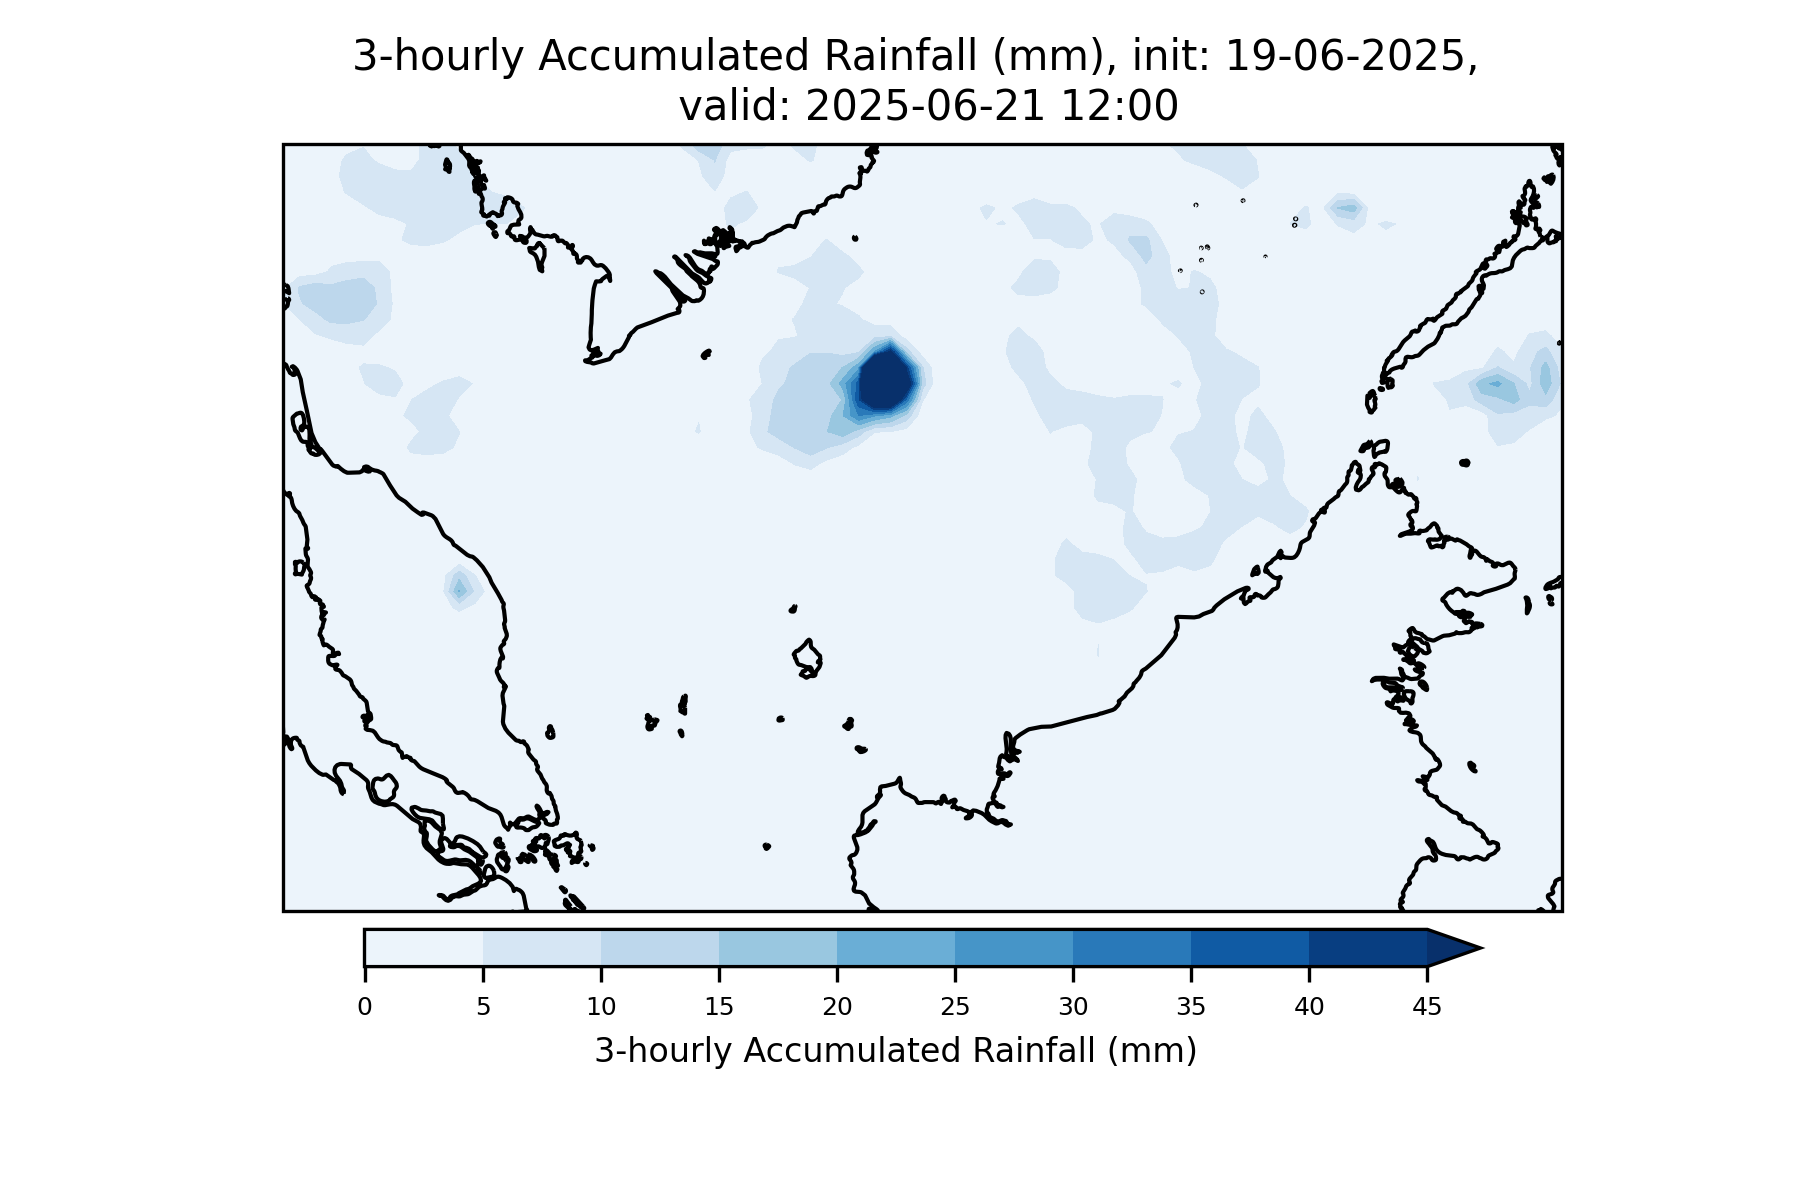 3-hourly Accumulated Rainfall (mm), init: 19-06-2025,
valid: 2025-06-21 12:00
0 5 10 15 20 25 30 35 40 45
3-hourly Accumulated Rainfall (mm)